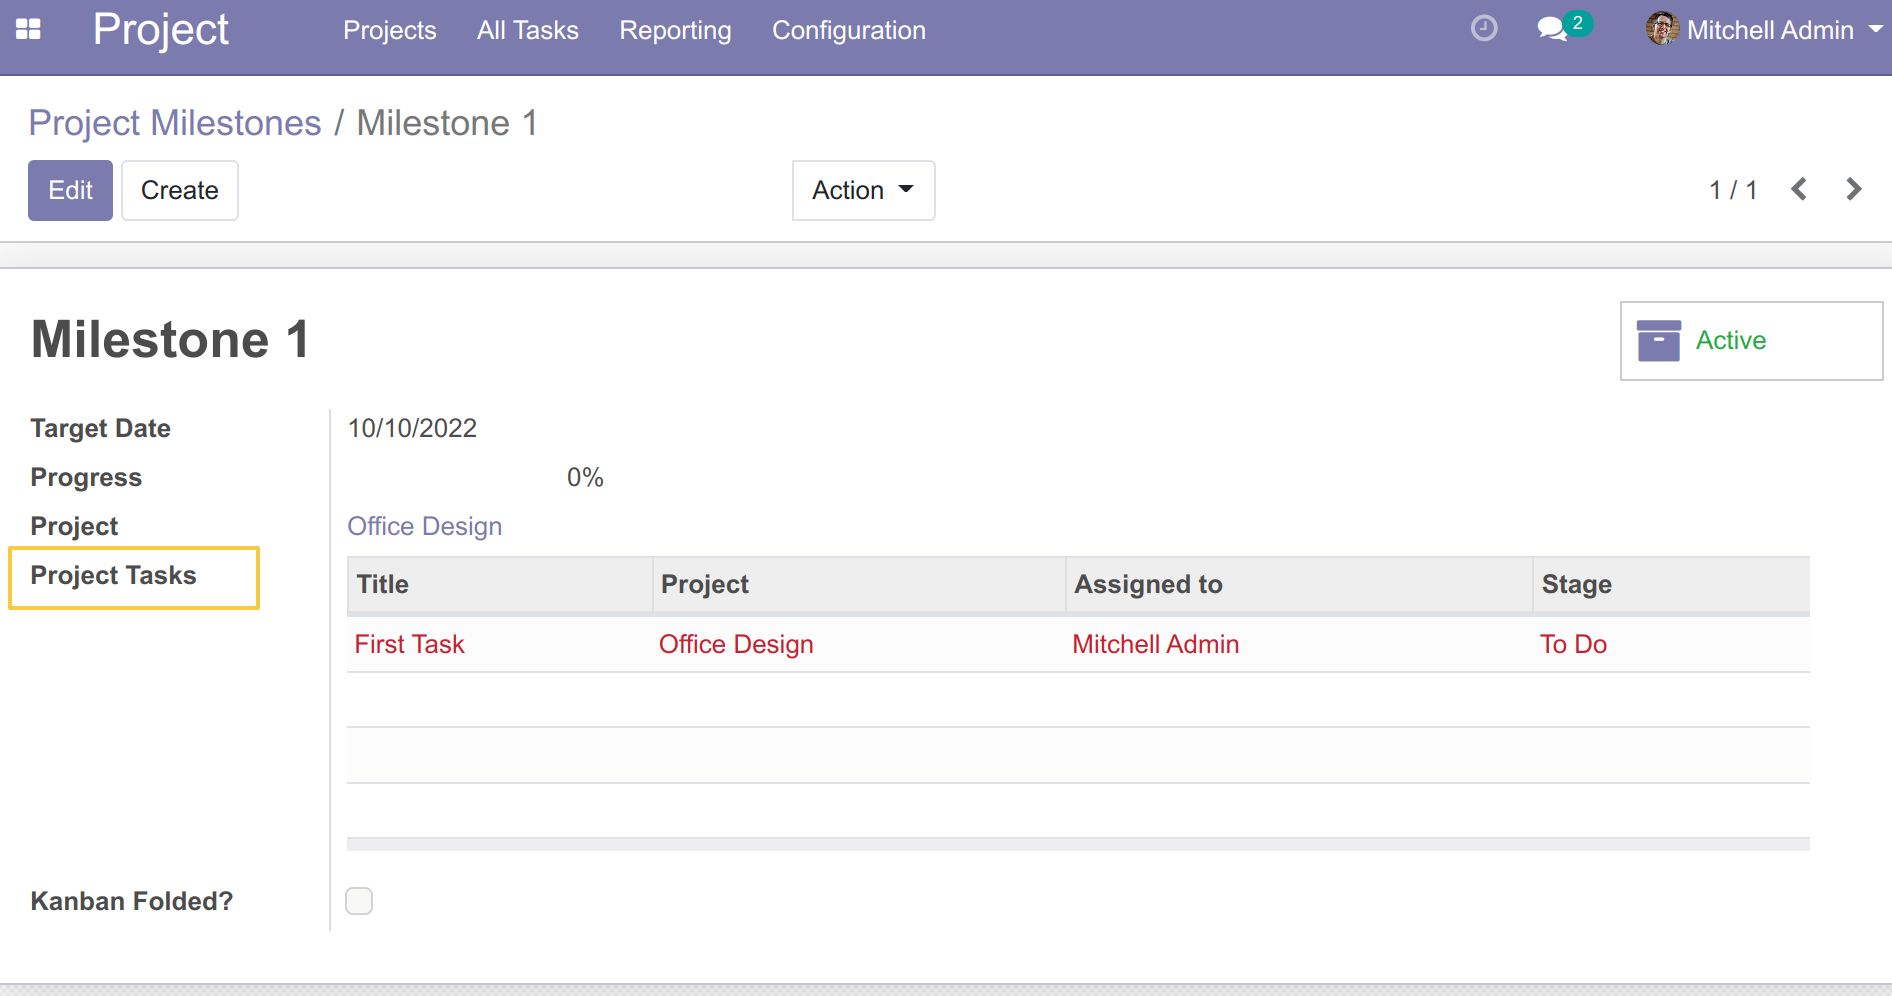 Project Projects All Tasks Reporting Configuration 2 Mitchell Admin
Project Milestones / Milestone 1
Edit Create Action 1 / 1
Milestone 1
Active
Target Date 10/10/2022
Progress 0%
Project Office Design
Project Tasks
Title Project Assigned to Stage
First Task Office Design Mitchell Admin To Do
Kanban Folded?